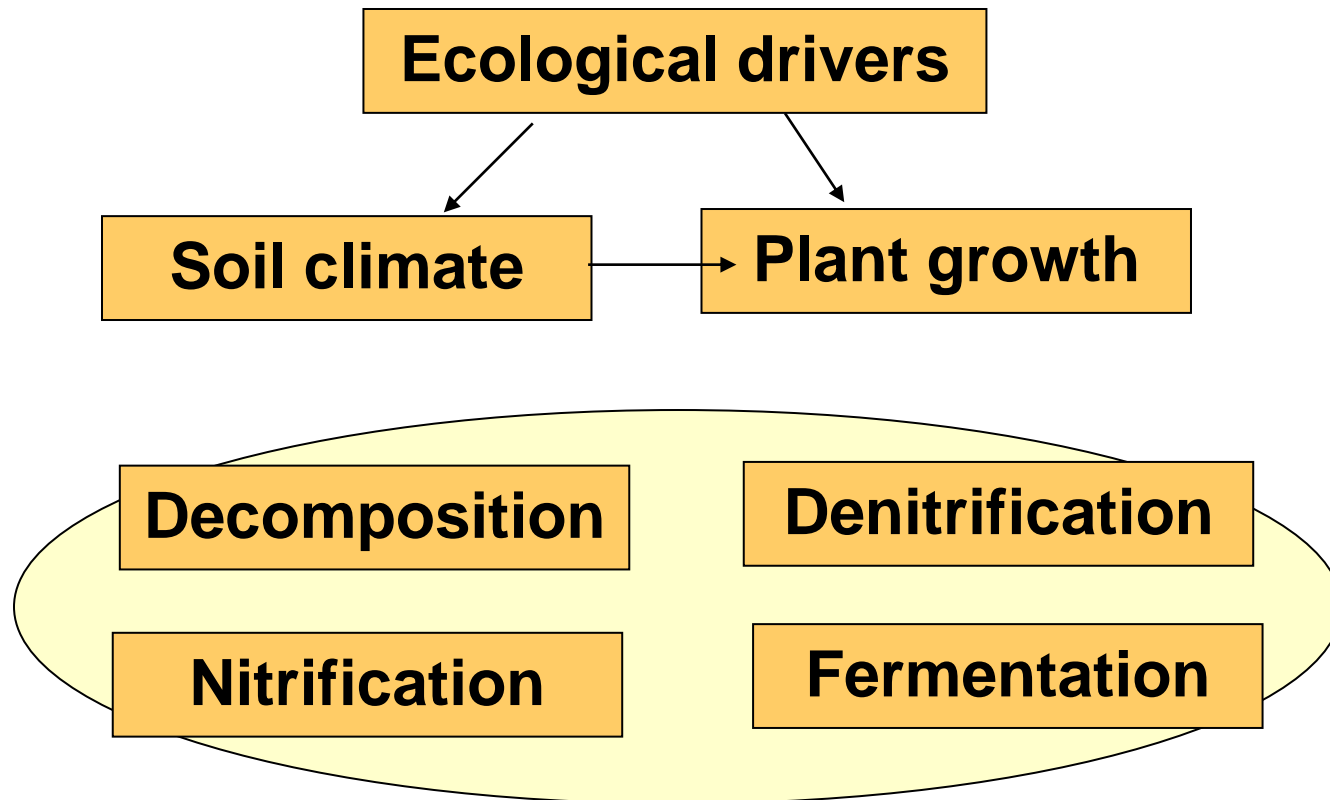 Ecological drivers
Soil climate
Plant growth
Decomposition
Denitrification
Nitrification
Fermentation